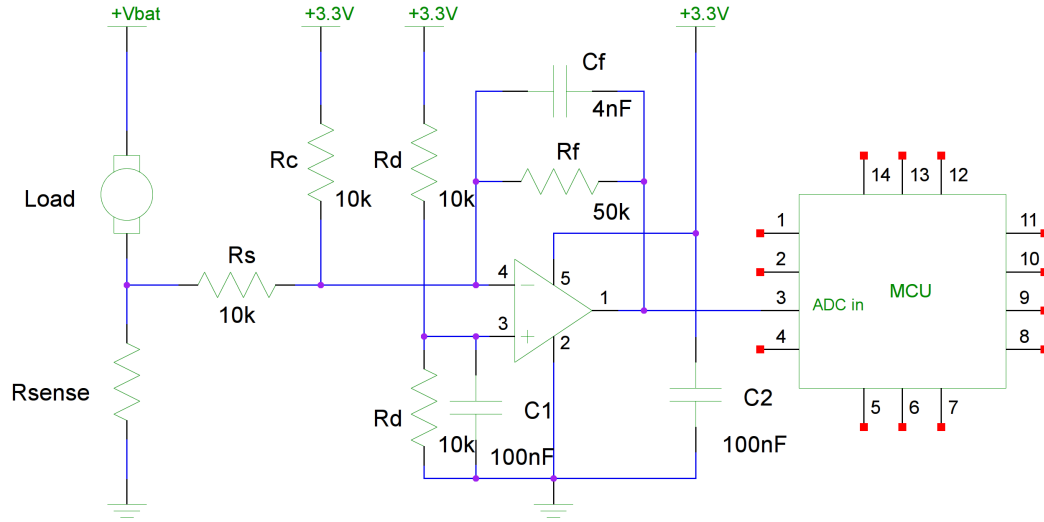 +Vbat
+3.3V
+3.3V
+3.3V
Cf
4nF
Rc
10k
Rd
10k
Rf
50k
Load
Rs
10k
4
5
3
1
2
14
13
12
1
2
3
4
11
10
9
8
5
6
7
ADC in
MCU
Rsense
Rd
10k
C1
100nF
C2
100nF